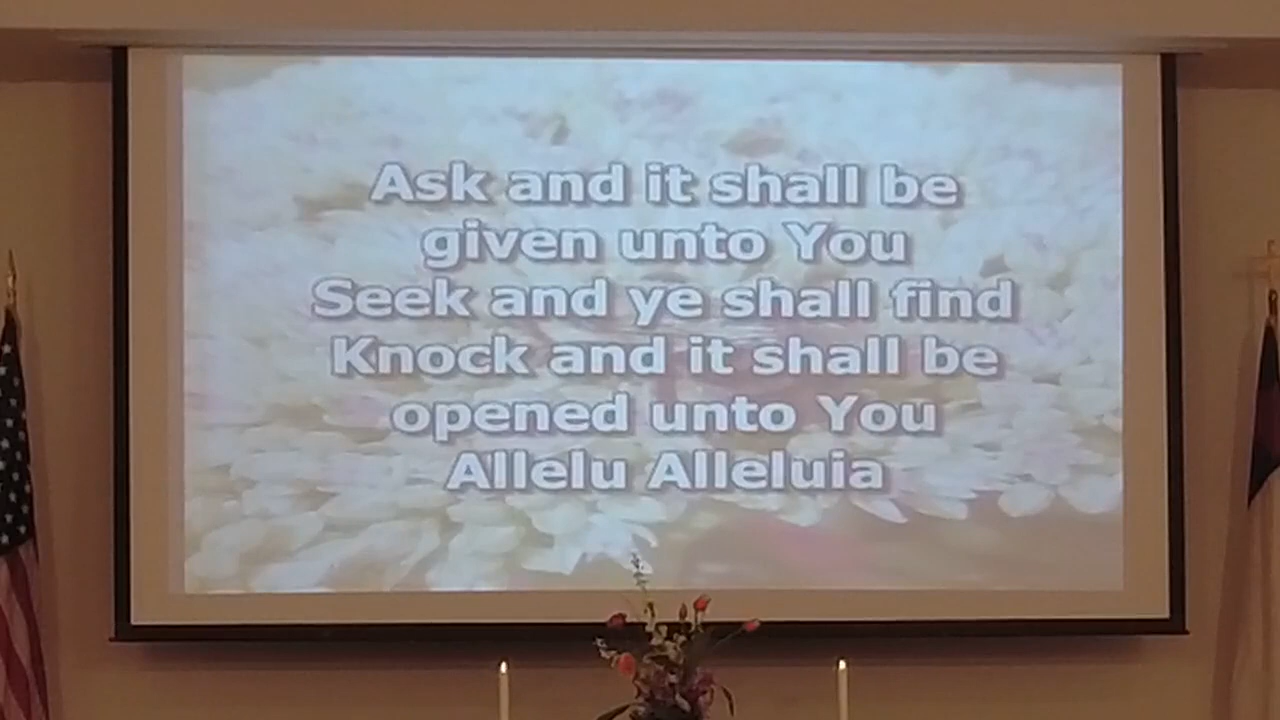 Ask and it shall be
given unto You
Seek and ye shall find
Knock and it shall be
opened unto You
Allelu Alleluia